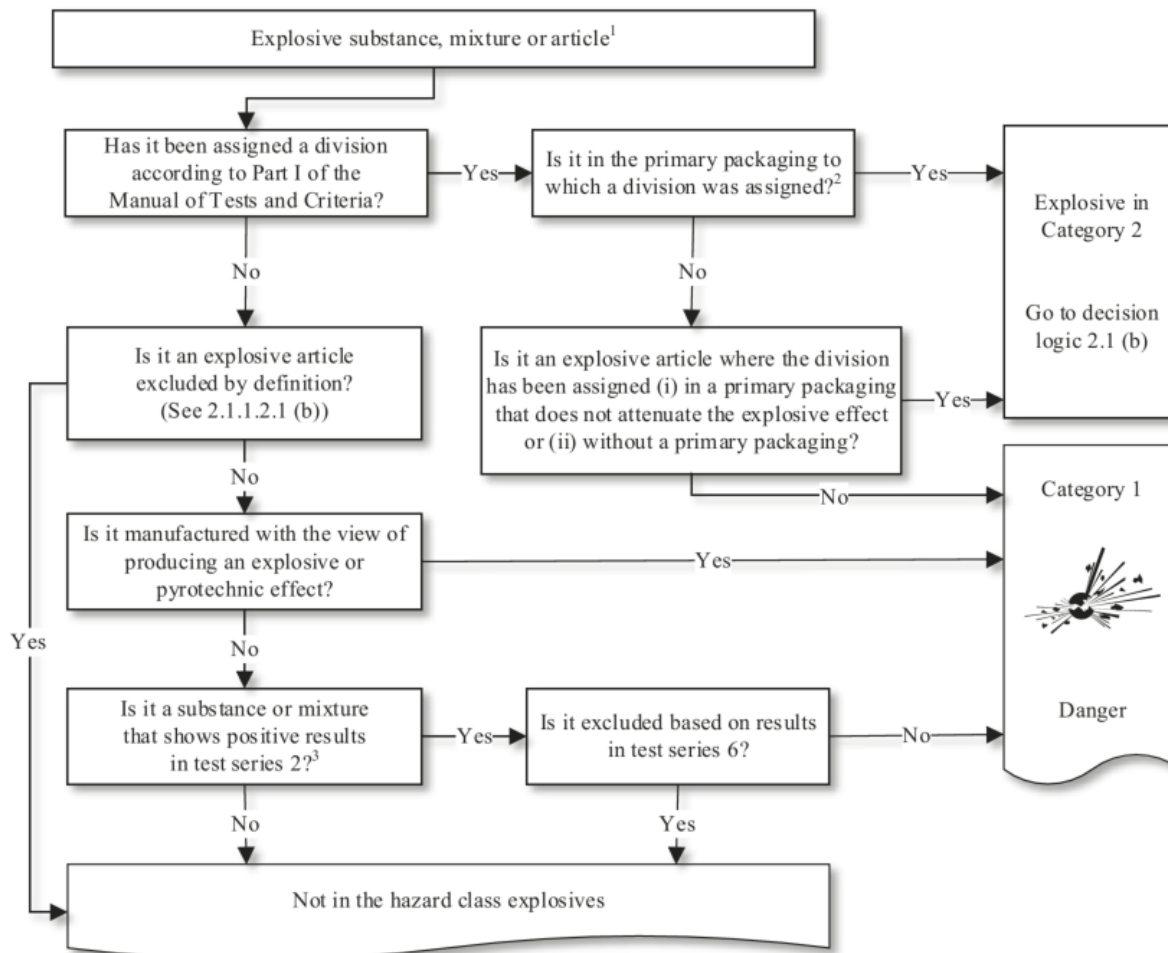 Explosive substance, mixture or article1
Has it been assigned a division
according to Part I of the
Manual of Tests and Criteria?
Yes
Is it in the primary packaging to
which a division was assigned?2
Yes
Explosive in
Category 2
Go to decision
logic 2.1 (b)
No
No
Is it an explosive article
excluded by definition?
(See 2.1.1.2.1 (b))
Is it an explosive article where the division
has been assigned (i) in a primary packaging
that does not attenuate the explosive effect
or (ii) without a primary packaging?
Yes
No
No
Category 1
Is it manufactured with the view of
producing an explosive or
pyrotechnic effect?
Yes
Yes
No
Is it a substance or mixture
that shows positive results
in test series 2?3
Yes
Is it excluded based on results
in test series 6?
No
Danger
No
Yes
Not in the hazard class explosives